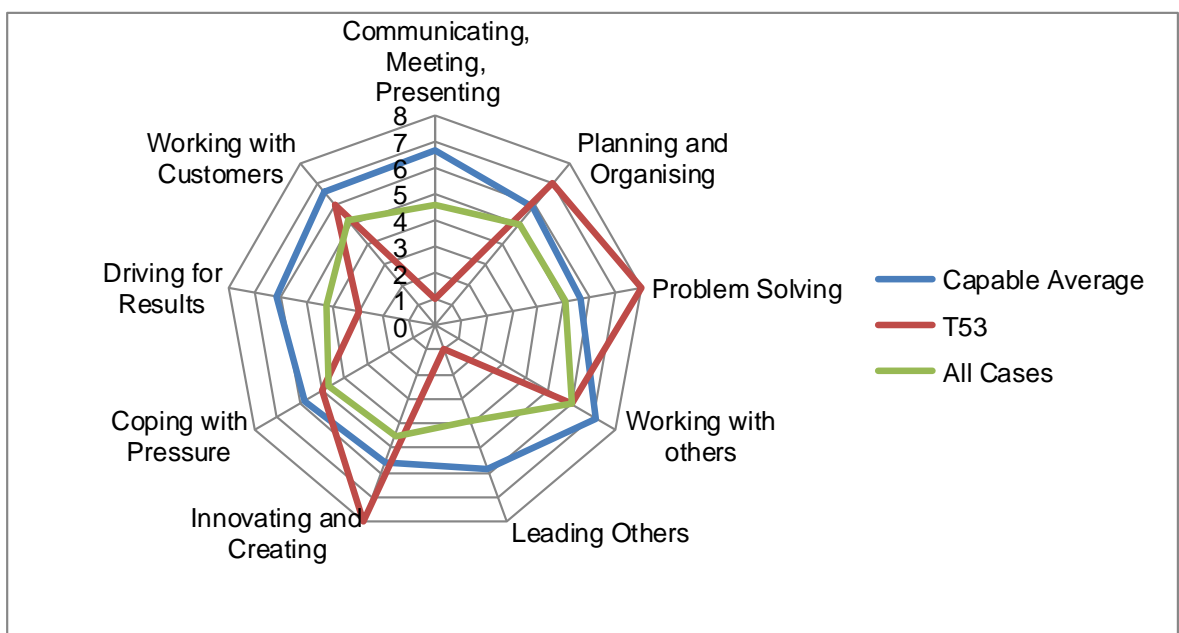 Communicating,
Meeting,
Presenting
8
7
6
5
4
3
2
1
0
Planning and
Organising
Problem Solving
Working with
others
Leading Others
Innovating and
Creating
Coping with
Pressure
Driving for
Results
Working with
Customers
Capable Average
T53
All Cases